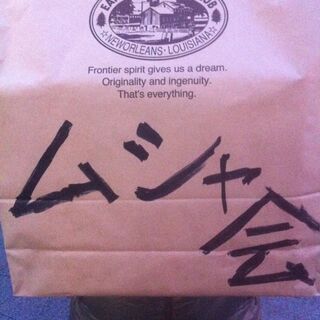 NEW ORLEANS, LOUISIANA
Frontier spirit gives us a dream.
Originality and ingenuity.
That's everything.
ムシャ
会